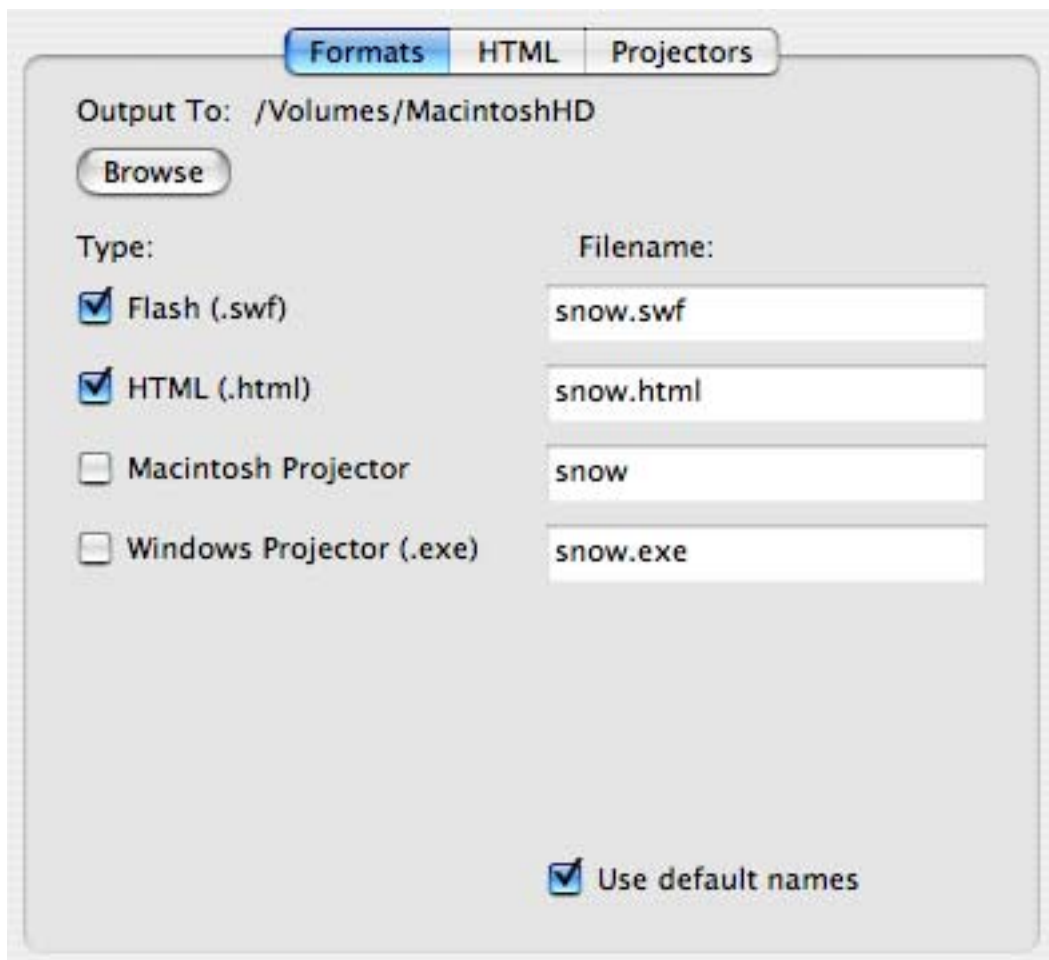 Formats HTML Projectors
Output To: /Volumes/MacintoshHD
Browse
Type: Filename:
Flash (.swf) snow.swf
HTML (.html) snow.html
Macintosh Projector snow
Windows Projector (.exe) snow.exe
Use default names